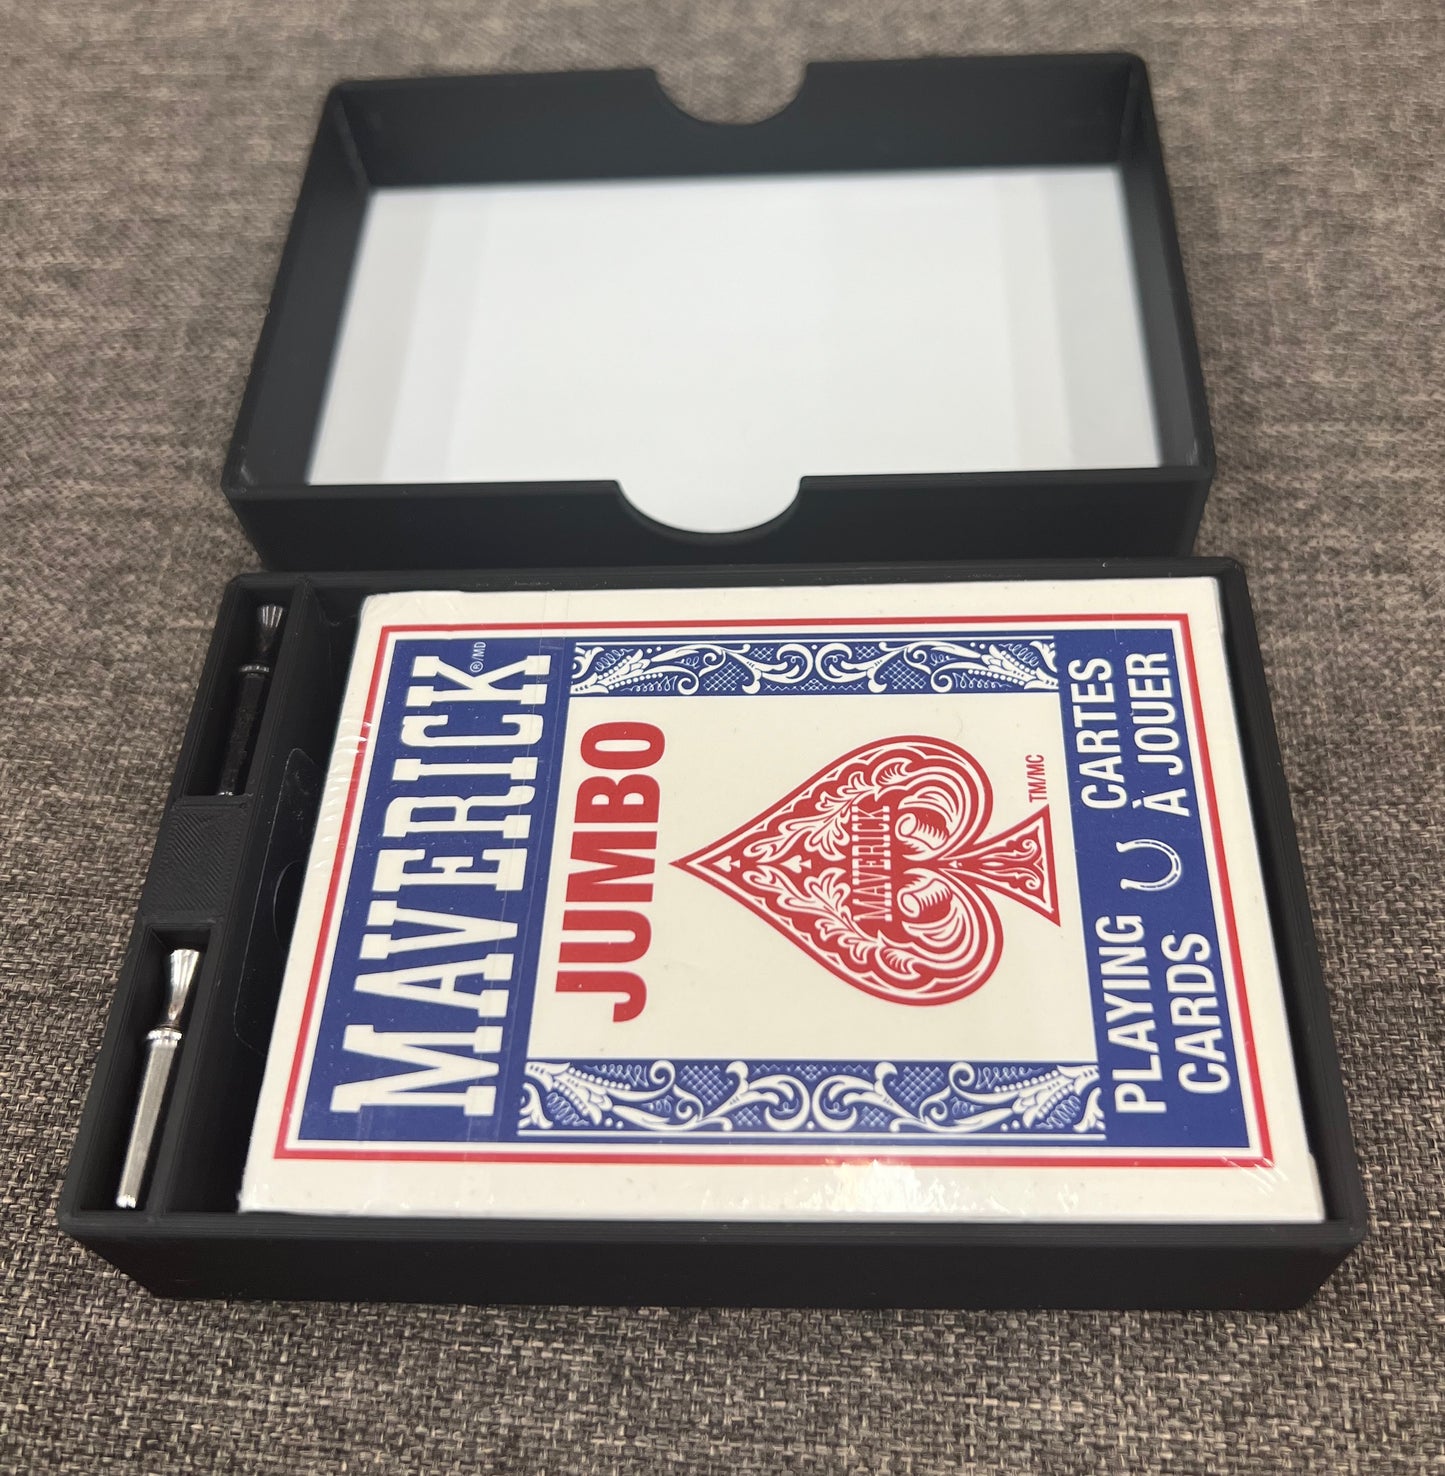 MAVERICK ®/MD
JUMBO
MAVERICK
TM/MC
PLAYING
CARDS
CARTES
À JOUER